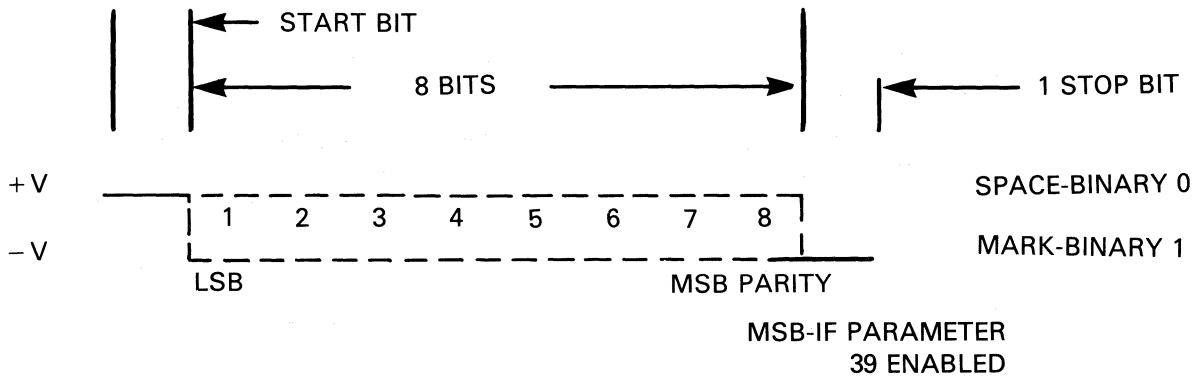 START BIT
8 BITS
1 STOP BIT
+V
SPACE-BINARY 0
1 2 3 4 5 6 7 8
−V
MARK-BINARY 1
LSB
MSB PARITY
MSB-IF PARAMETER
39 ENABLED